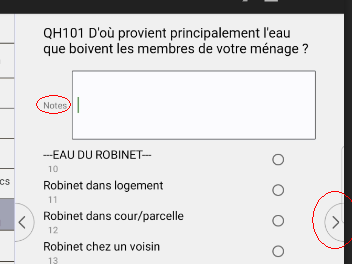 QH101 D'où provient principalement l'eau
que boivent les membres de votre ménage ?
Notes
---EAU DU ROBINET---
10
Robinet dans logement
11
cs
Robinet dans cour/parcelle
12
Robinet chez un voisin
13